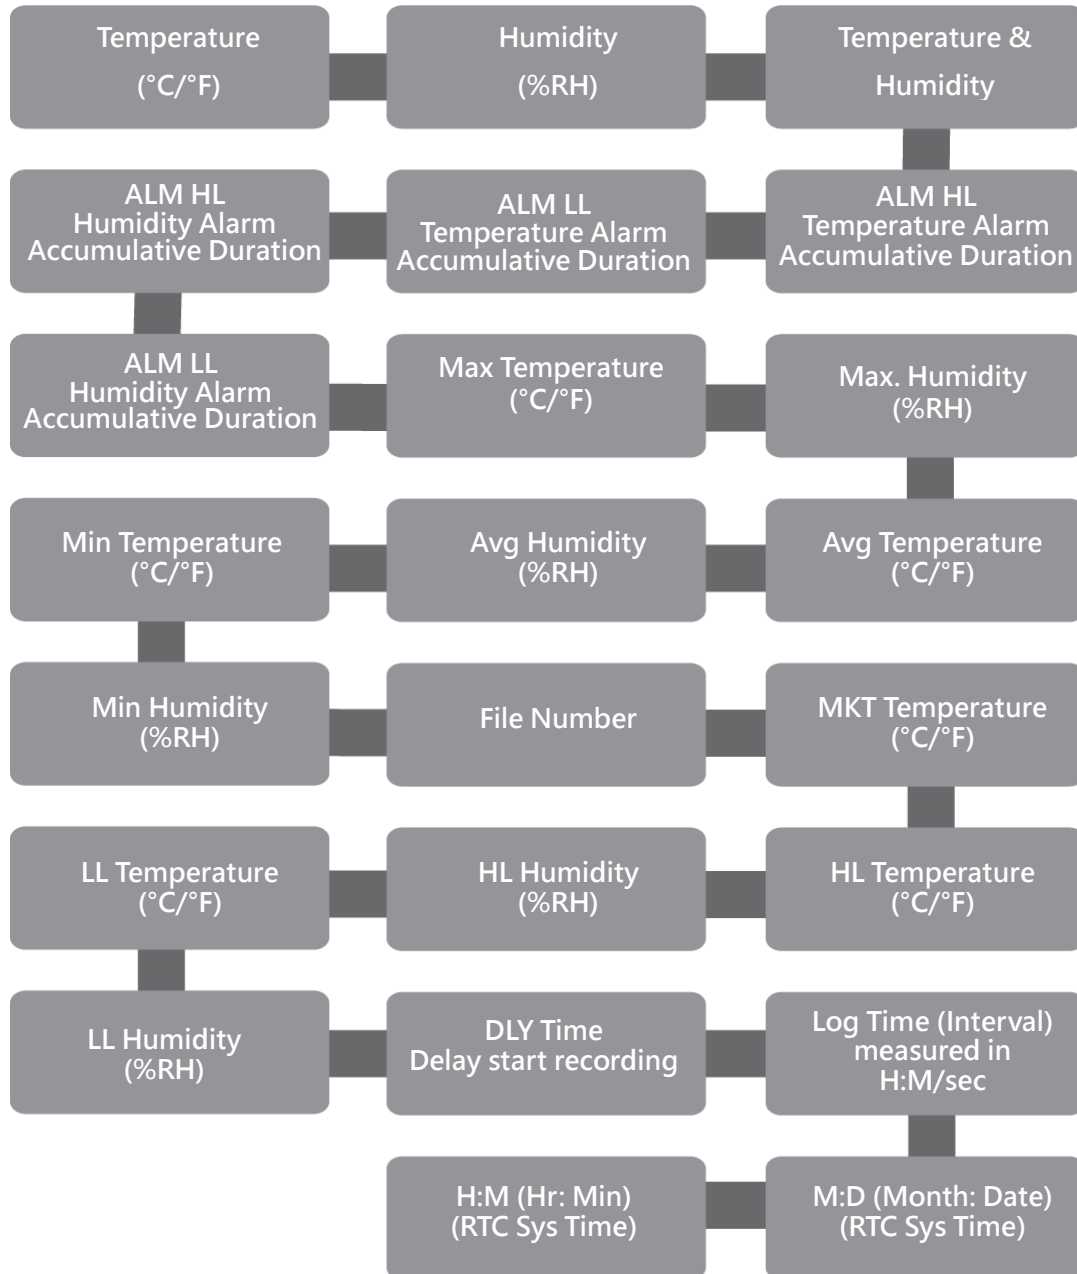 Temperature
(°C/°F)
Humidity
(%RH)
Temperature &
Humidity
ALM HL
Humidity Alarm
Accumulative Duration
ALM LL
Temperature Alarm
Accumulative Duration
ALM HL
Temperature Alarm
Accumulative Duration
ALM LL
Humidity Alarm
Accumulative Duration
Max Temperature
(°C/°F)
Max. Humidity
(%RH)
Min Temperature
(°C/°F)
Avg Humidity
(%RH)
Avg Temperature
(°C/°F)
Min Humidity
(%RH)
File Number
MKT Temperature
(°C/°F)
LL Temperature
(°C/°F)
HL Humidity
(%RH)
HL Temperature
(°C/°F)
LL Humidity
(%RH)
DLY Time
Delay start recording
Log Time (Interval)
measured in
H:M/sec
H:M (Hr: Min)
(RTC Sys Time)
M:D (Month: Date)
(RTC Sys Time)